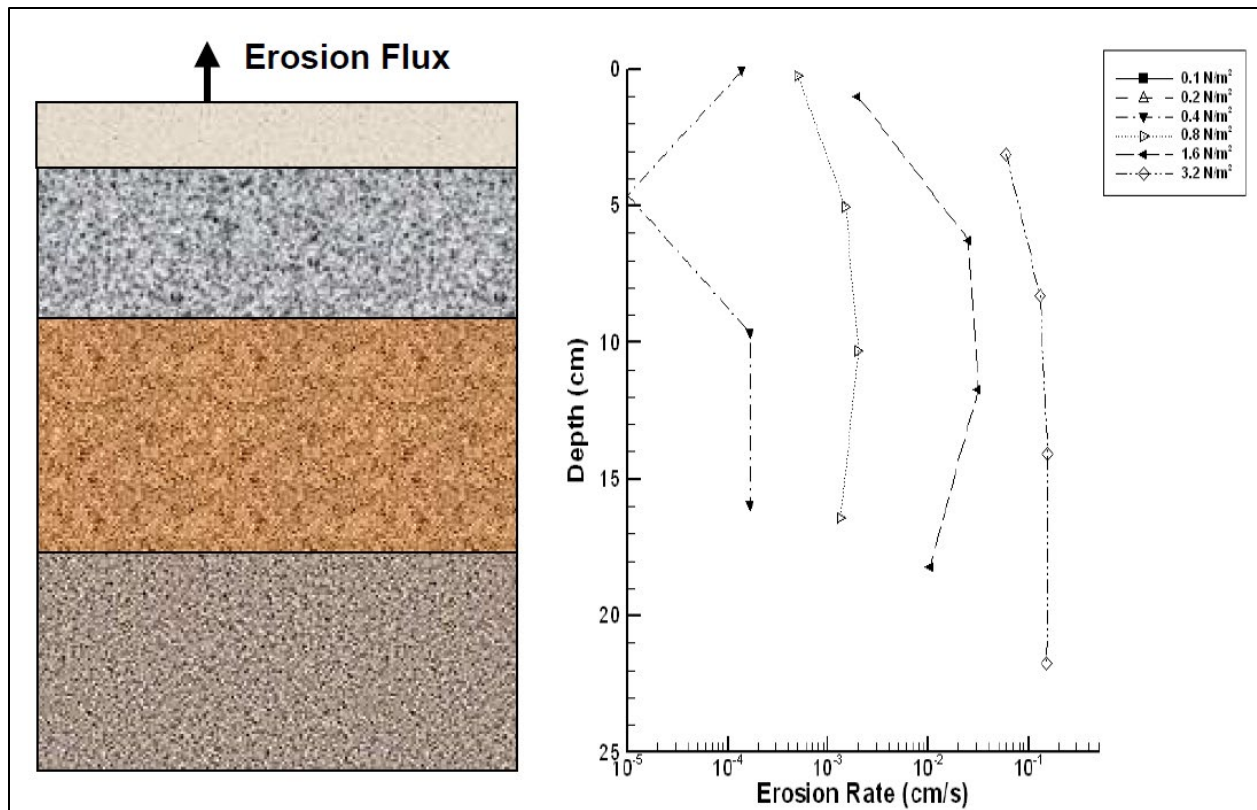 Erosion Flux
0.1 N/m²
0.2 N/m²
0.4 N/m²
0.8 N/m²
1.6 N/m²
3.2 N/m²
Depth (cm)
0
5
10
15
20
25
10⁻⁵ 10⁻⁴ 10⁻³ 10⁻² 10⁻¹
Erosion Rate (cm/s)